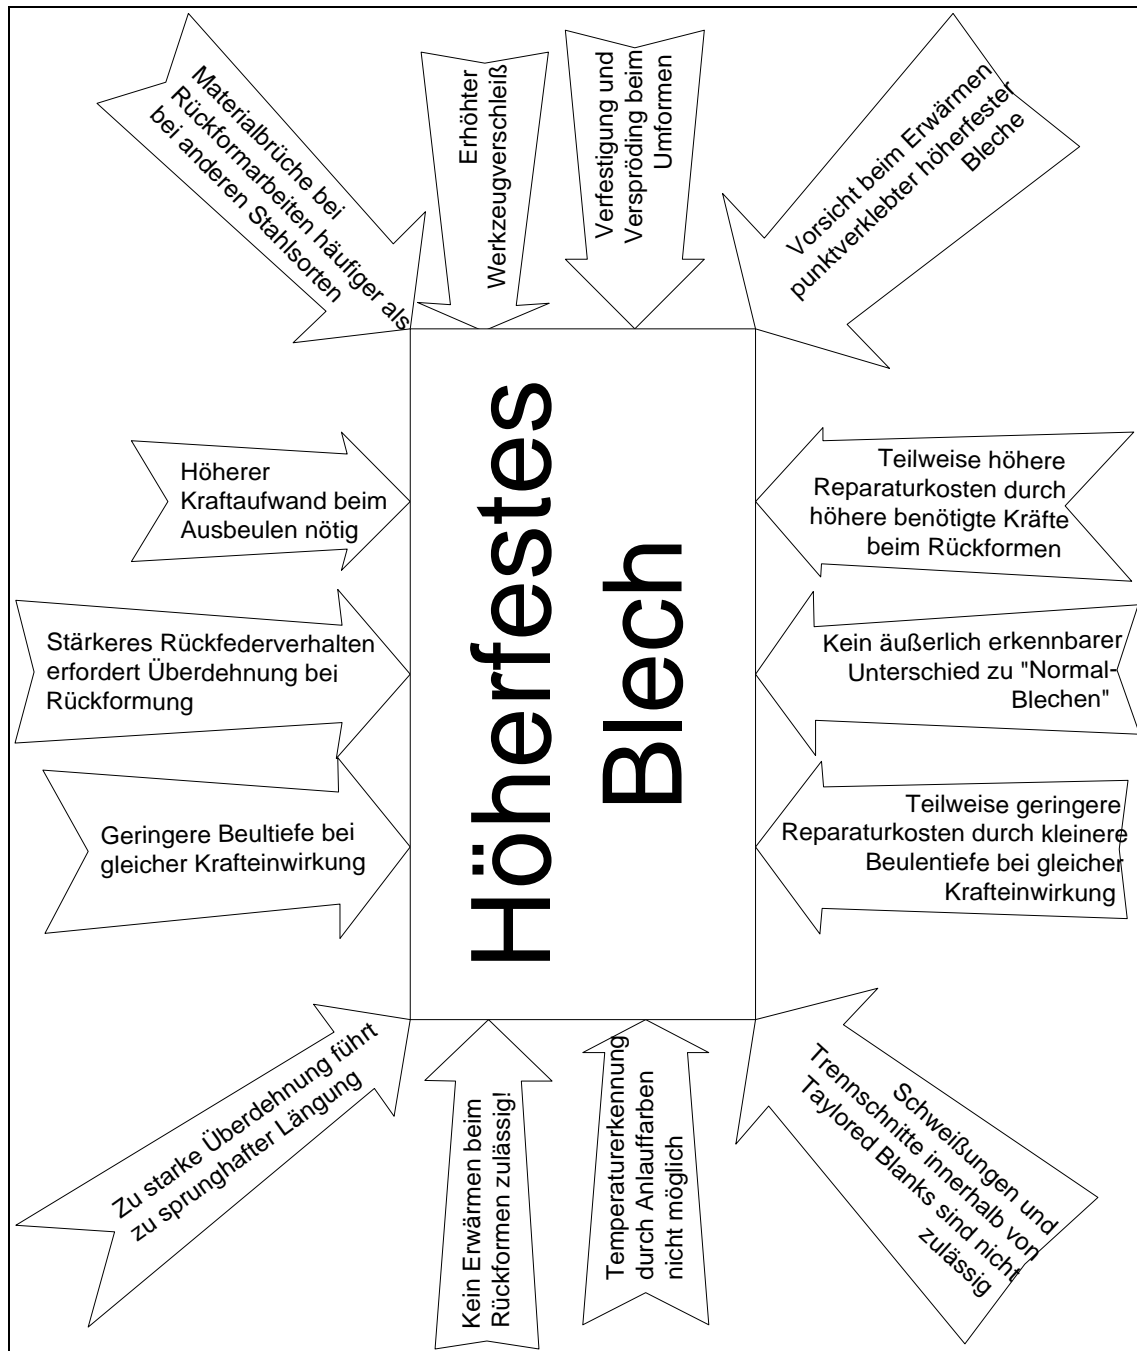 Materialbrüche bei
Rückformarbeiten häufiger als
bei anderen Stahlsorten
Erhöhter
Werkzeugverschleiß
Verfestigung und
Verspröding beim
Umformen
Vorsicht beim Erwärmen
punktverklebter höherfester
Bleche
Höherer
Kraftaufwand beim
Ausbeulen nötig
Stärkeres Rückfederverhalten
erfordert Überdehnung bei
Rückformung
Geringere Beultiefe bei
gleicher Krafteinwirkung
Höherfestes
Blech
Teilweise höhere
Reparaturkosten durch
höhere benötigte Kräfte
beim Rückformen
Kein äußerlich erkennbarer
Unterschied zu "Normal-
Blechen"
Teilweise geringere
Reparaturkosten durch kleinere
Beulentiefe bei gleicher
Krafteinwirkung
Zu starke Überdehnung führt
zu sprunghafter Längung
Kein Erwärmen beim
Rückformen zulässig!
Temperaturerkennung
durch Anlauffarben
nicht möglich
Schweißungen und
Trennschnitte innerhalb von
Taylored Blanks sind nicht
zulässig